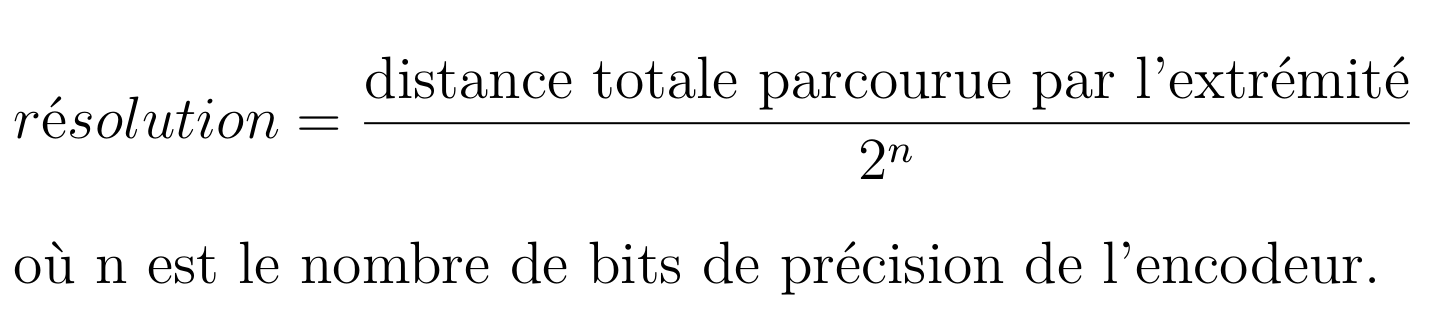 résolution = distance totale parcourue par l'extrémité / 2^n
où n est le nombre de bits de précision de l'encodeur.